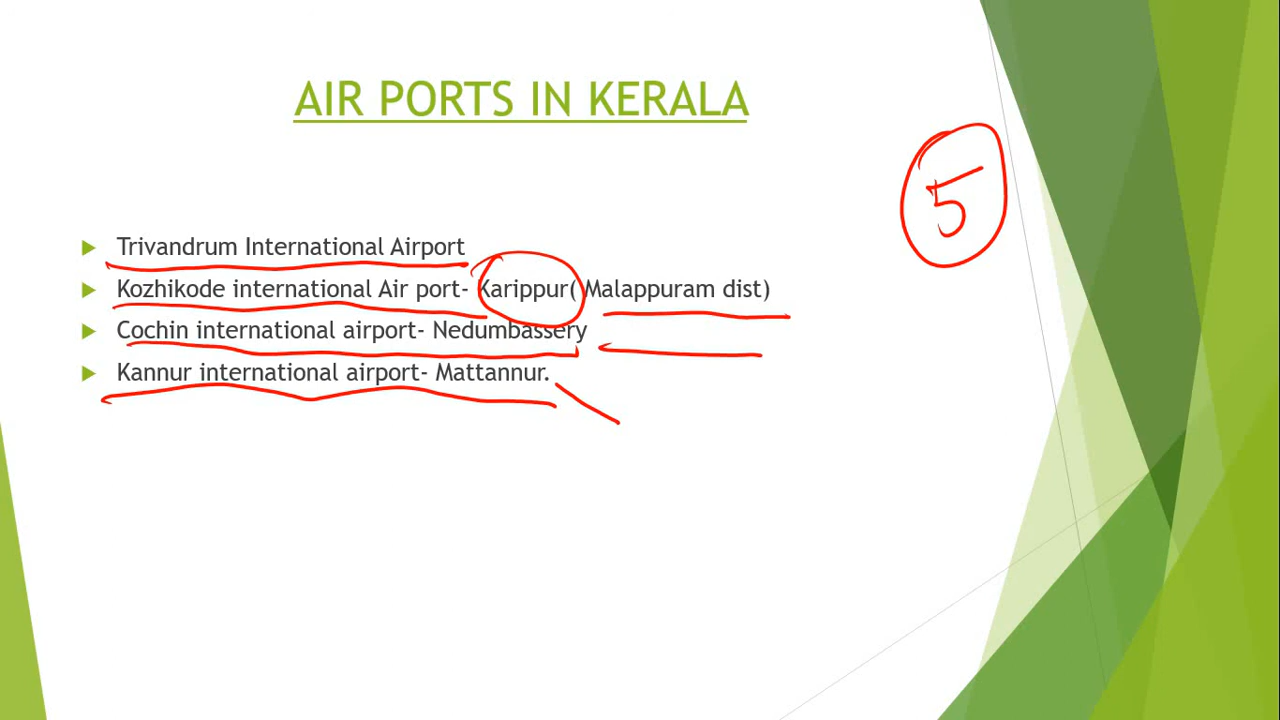 AIR PORTS IN KERALA
5
Trivandrum International Airport
Kozhikode international Air port- Karippur( Malappuram dist)
Cochin international airport- Nedumbassery
Kannur international airport- Mattannur.